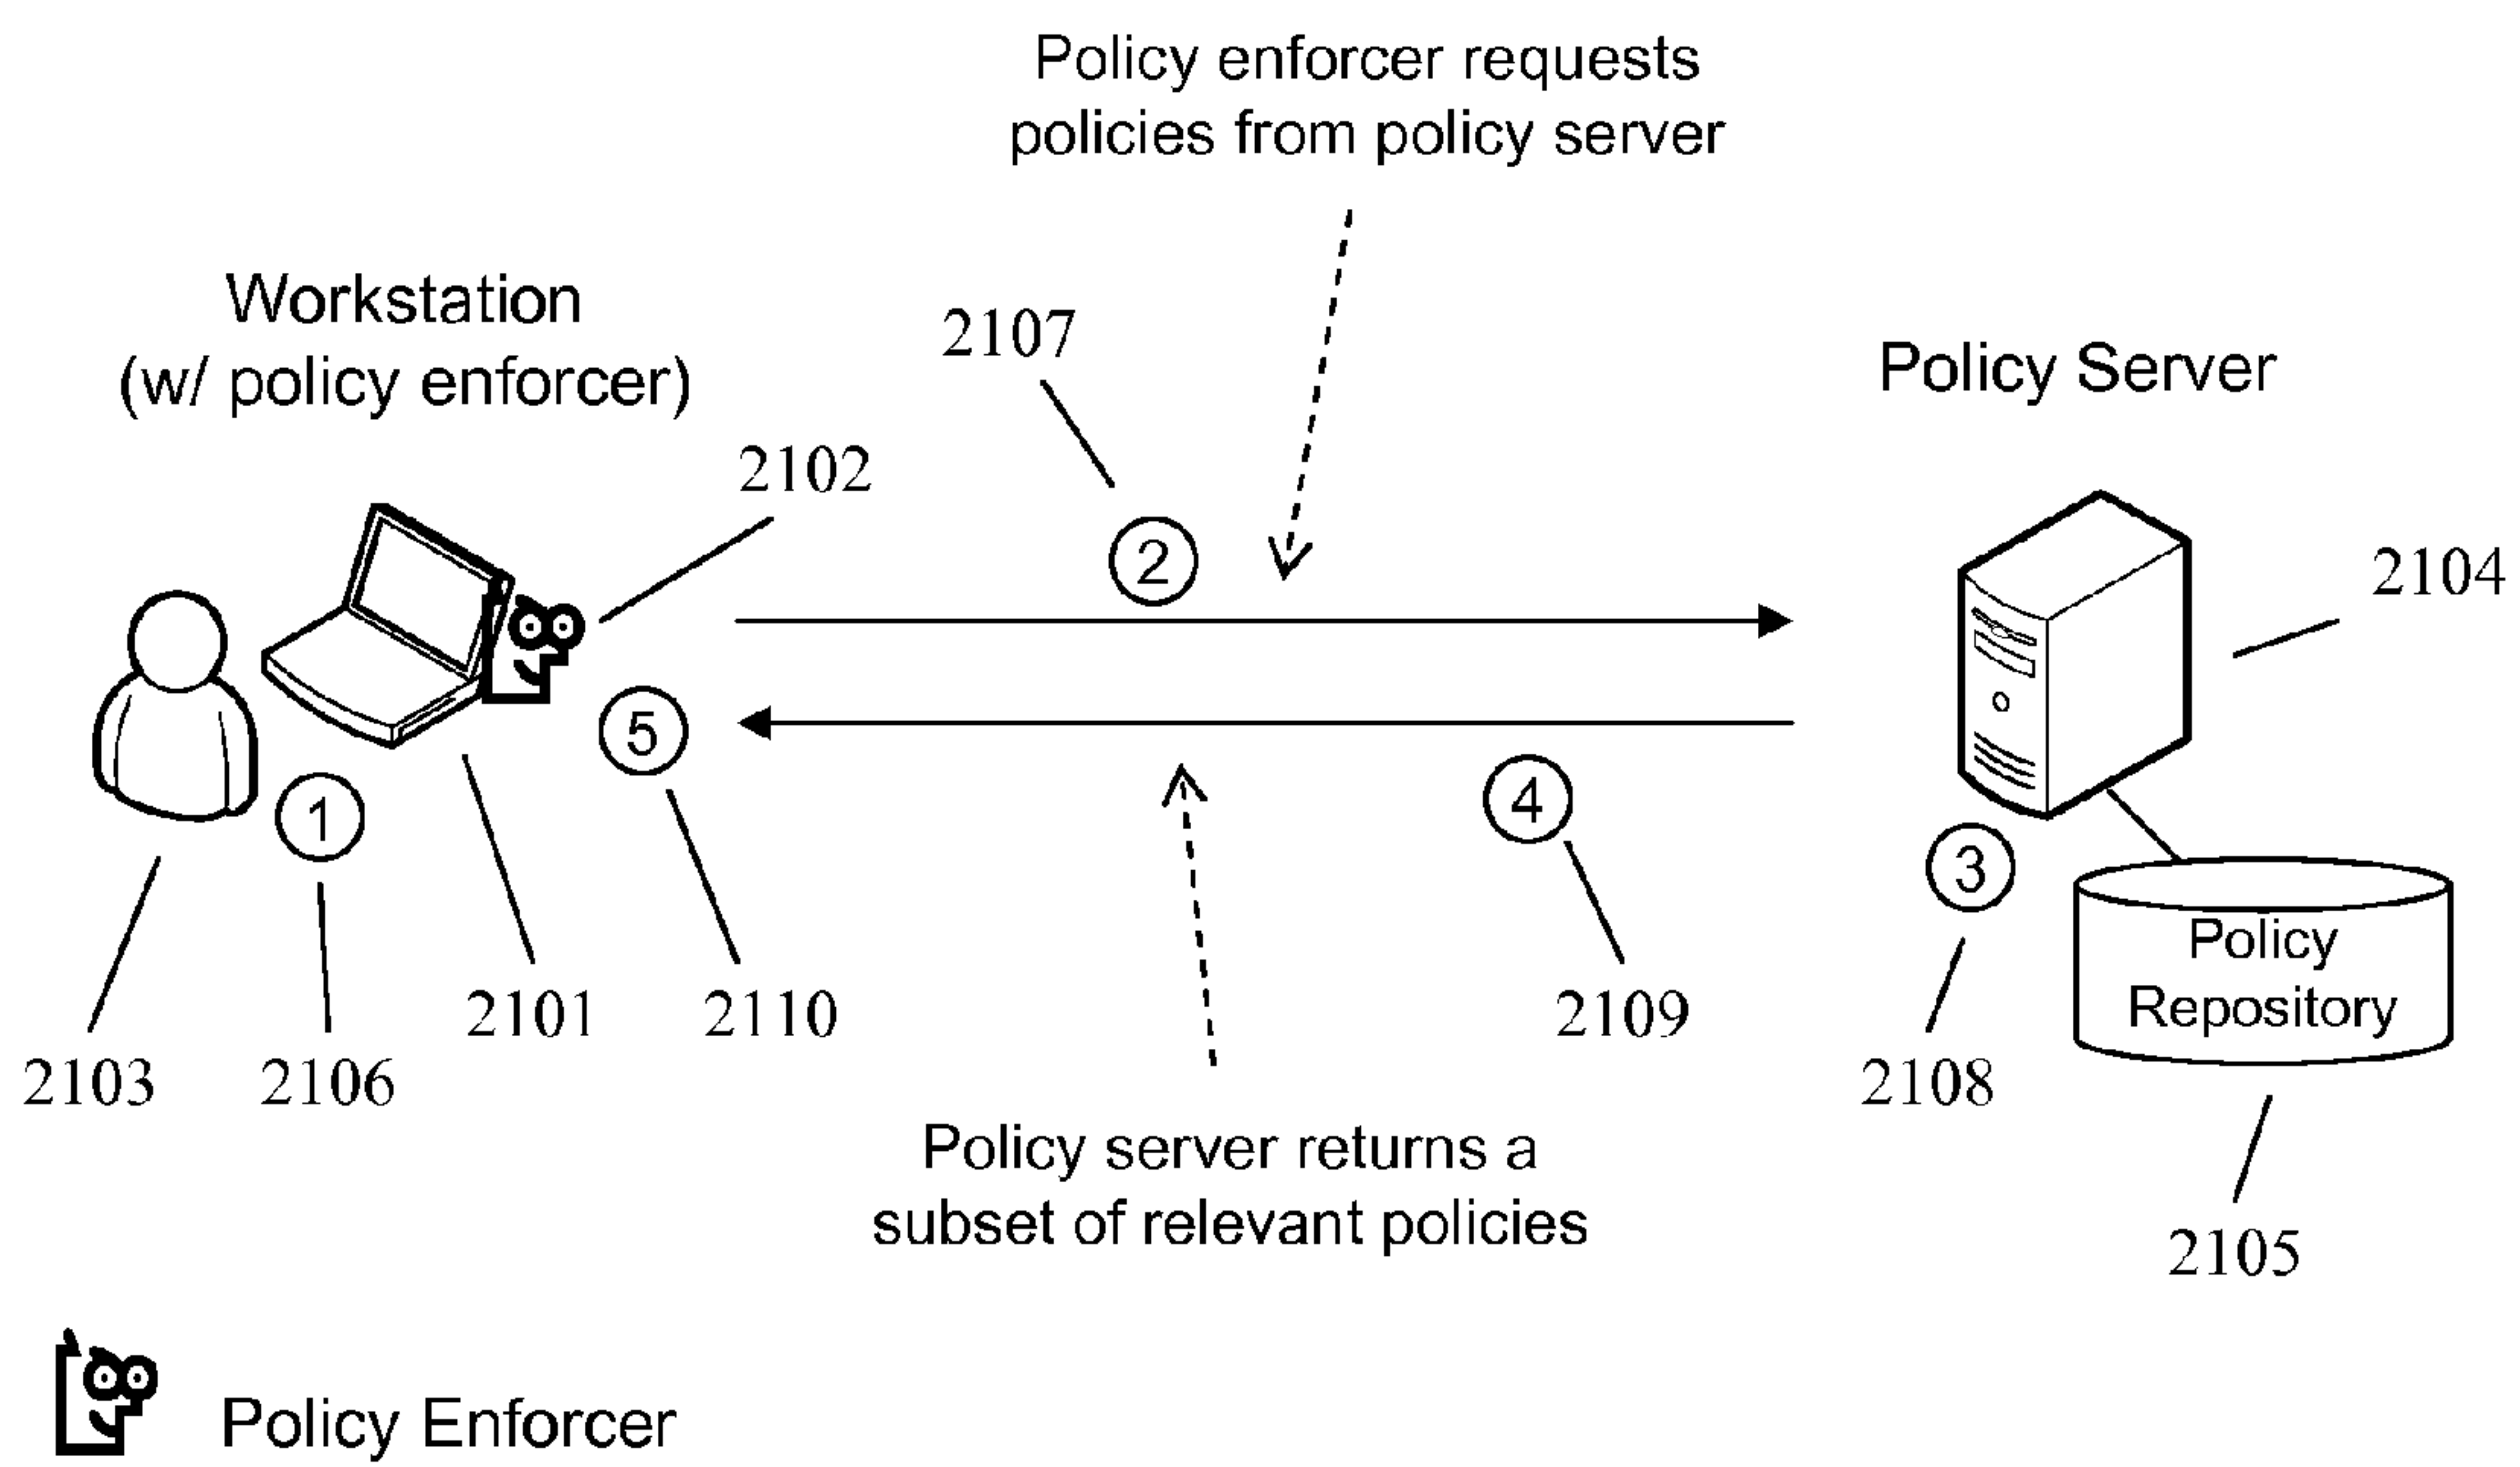 Policy enforcer requests
policies from policy server
Workstation
(w/ policy enforcer)
2107
Policy Server
2102
2
2104
5
4
1
3
Policy
Repository
2101
2110
2109
2103
2106
2108
Policy server returns a
subset of relevant policies
2105
Policy Enforcer